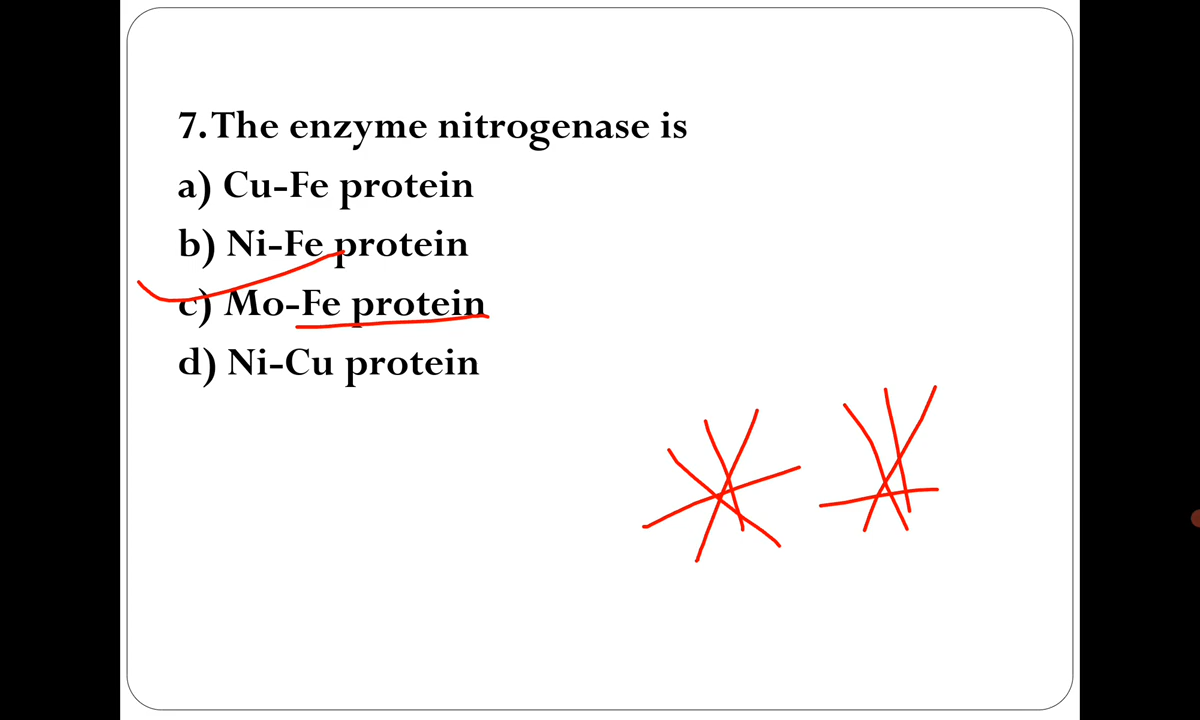 7.The enzyme nitrogenase is
a) Cu-Fe protein
b) Ni-Fe protein
c) Mo-Fe protein
d) Ni-Cu protein